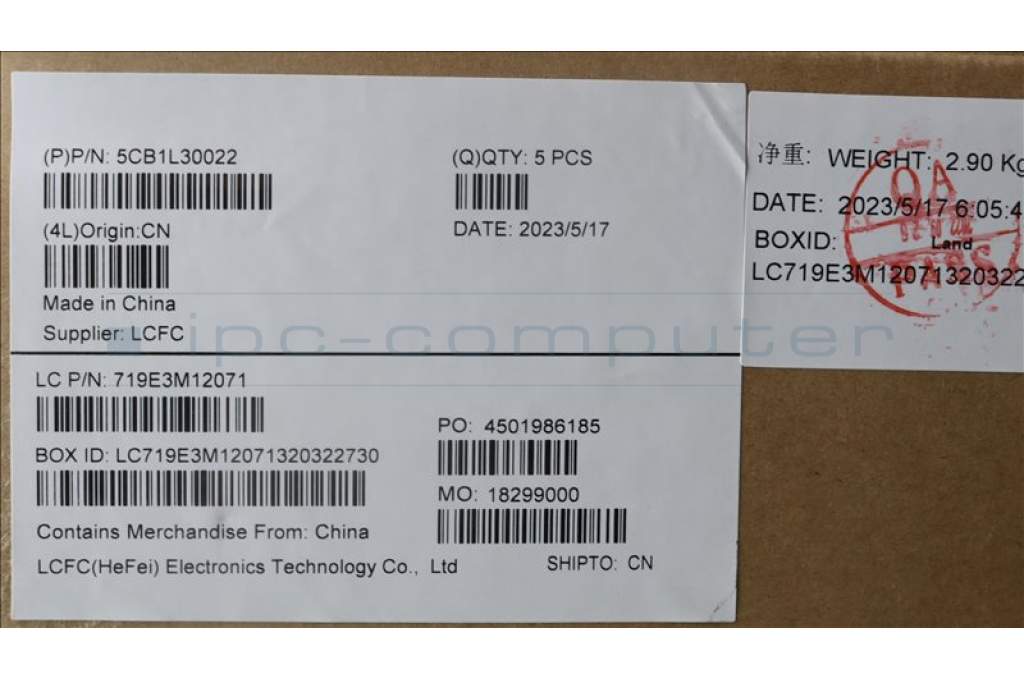 (P)P/N: 5CB1L30022
(Q)QTY: 5 PCS
(4L)Origin:CN
DATE: 2023/5/17
Made in China
Supplier: LCFC
ipc-computer
LC P/N: 719E3M12071
PO: 4501986185
BOX ID: LC719E3M12071320322730
MO: 18299000
Contains Merchandise From: China
LCFC(HeFei) Electronics Technology Co., Ltd
SHIPTO: CN
净重: WEIGHT: 2.90 Kg
DATE: 2023/5/17 6:05:4
BOXID:
Land
LC719E3M12071320322
QA
PASS